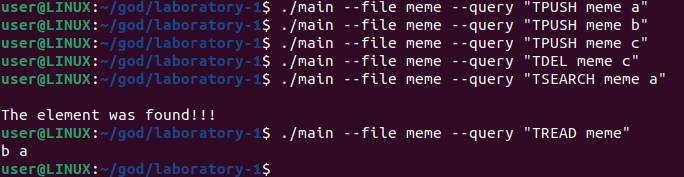 user@LINUX:~/god/laboratory-1$ ./main --file meme --query "TPUSH meme a"
user@LINUX:~/god/laboratory-1$ ./main --file meme --query "TPUSH meme b"
user@LINUX:~/god/laboratory-1$ ./main --file meme --query "TPUSH meme c"
user@LINUX:~/god/laboratory-1$ ./main --file meme --query "TDEL meme c"
user@LINUX:~/god/laboratory-1$ ./main --file meme --query "TSEARCH meme a"
The element was found!!!
user@LINUX:~/god/laboratory-1$ ./main --file meme --query "TREAD meme"
b a
user@LINUX:~/god/laboratory-1$